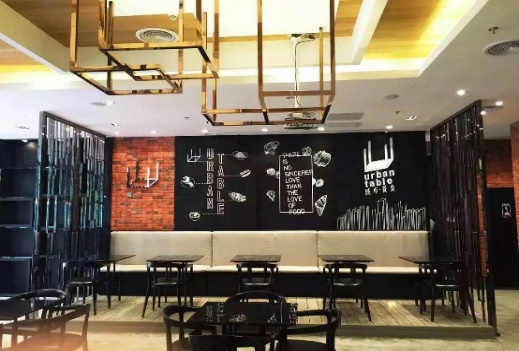 URBAN
TABLE
THERE
IS
NO
SINCERER
LOVE
THAN
THE
LOVE
OF
FOOD
urban
table